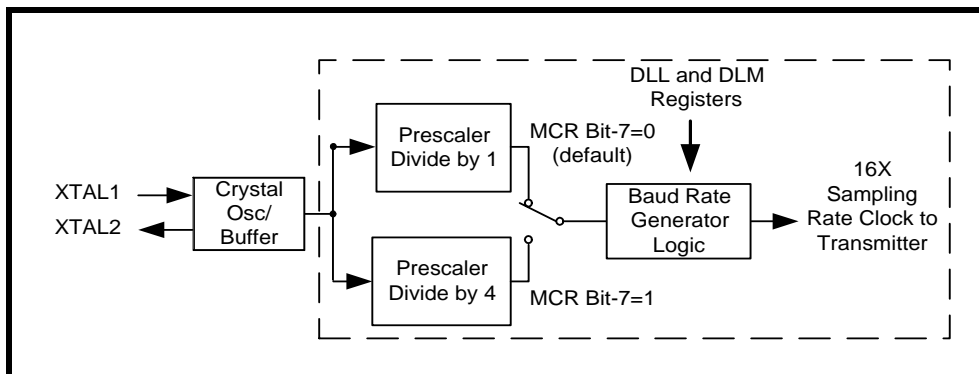 DLL and DLM
Registers
Prescaler
Divide by 1
MCR Bit-7=0
(default)
XTAL1
XTAL2
Crystal
Osc/
Buffer
Baud Rate
Generator
Logic
16X
Sampling
Rate Clock to
Transmitter
Prescaler
Divide by 4
MCR Bit-7=1